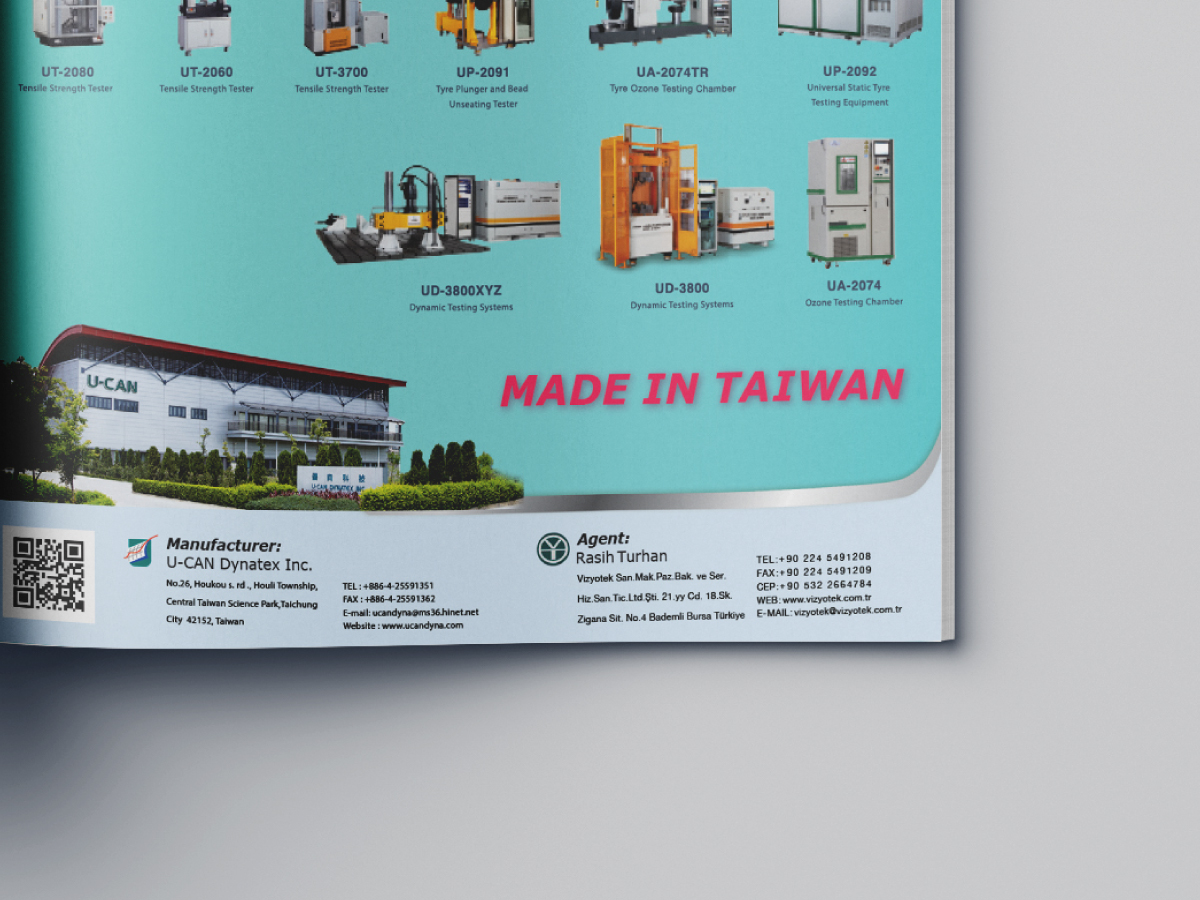 UT-2080
Tensile Strength Tester
UT-2060
Tensile Strength Tester
UT-3700
Tensile Strength Tester
UP-2091
Tyre Plunger and Bead
Unseating Tester
UA-2074TR
Tyre Ozone Testing Chamber
UP-2092
Universal Static Tyre
Testing Equipment
UD-3800XYZ
Dynamic Testing Systems
UD-3800
Dynamic Testing Systems
UA-2074
Ozone Testing Chamber
U-CAN
MADE IN TAIWAN
U-CAN DYNATEX INC
Manufacturer:
U-CAN Dynatex Inc.
No.26, Houkou s. rd ., Houli Township,
Central Taiwan Science Park,Taichung
City 42152, Taiwan
TEL : +886-4-25591351
FAX : +886-4-25591362
E-mail: ucandyna@ms36.hinet.net
Website : www.ucandyna.com
Agent:
Rasih Turhan
Vizyotek San.Mak.Paz.Bak. ve Ser.
Hiz.San.Tic.Ltd.Şti. 21.yy Cd. 18.Sk.
Zigana Sit. No.4 Bademli Bursa Türkiye
TEL:+90 224 5491208
FAX:+90 224 5491209
CEP:+90 532 2664784
WEB: www.vizyotek.com.tr
E-MAIL: vizyotek@vizyotek.com.tr